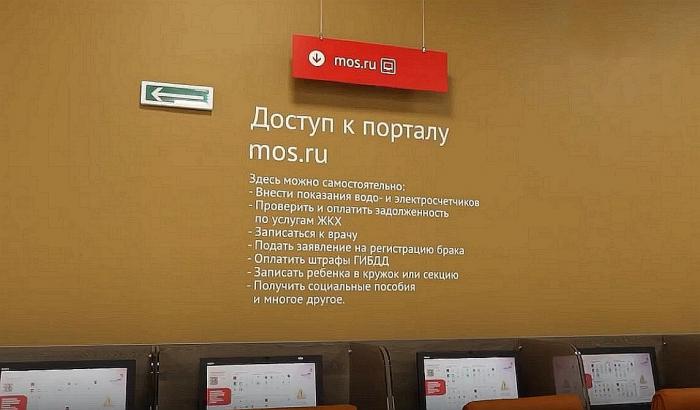 mos.ru
Доступ к порталу
mos.ru
Здесь можно самостоятельно:
- Внести показания водо- и электросчетчиков
- Проверить и оплатить задолженность
по услугам ЖКХ
- Записаться к врачу
- Подать заявление на регистрацию брака
- Оплатить штрафы ГИБДД
- Записать ребенка в кружок или секцию
- Получить социальные пособия
и многое другое.